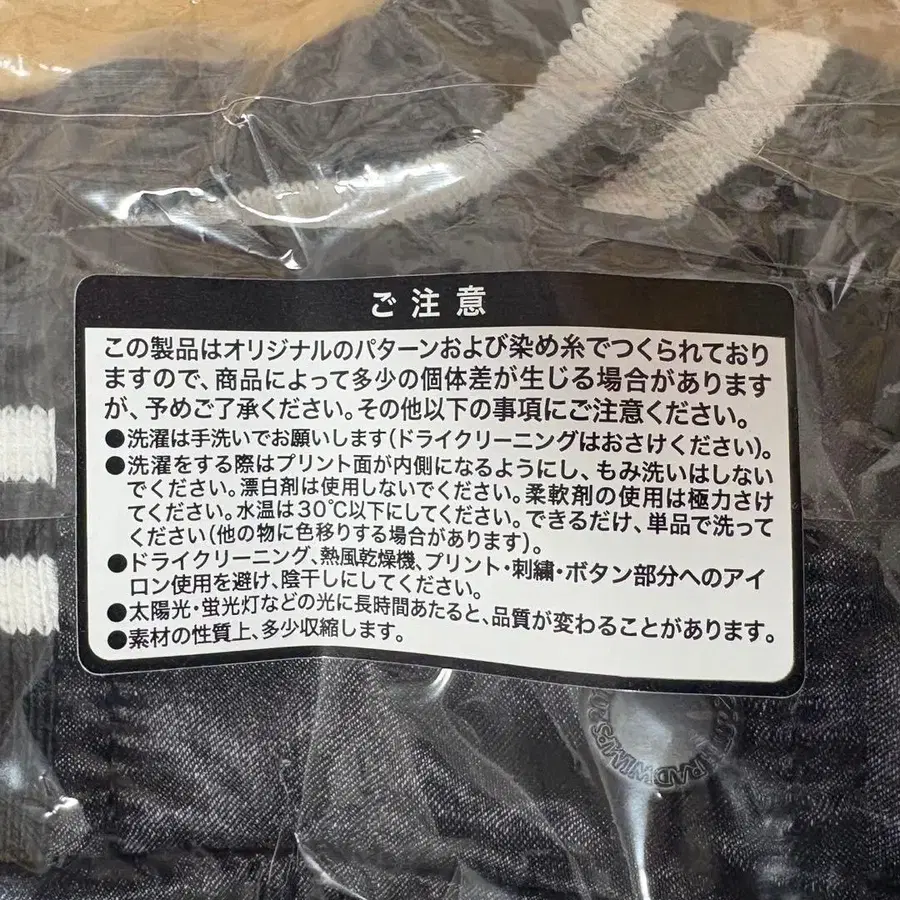 ご注意
この製品はオリジナルのパターンおよび染め糸でつくられており
ますので、商品によって多少の個体差が生じる場合があります
が、予めご了承ください。その他以下の事項にご注意ください。
●洗濯は手洗いでお願いします(ドライクリーニングはおさけください)。
●洗濯をする際はプリント面が内側になるようにし、もみ洗いはしない
でください。漂白剤は使用しないでください。柔軟剤の使用は極力さけ
てください。水温は30℃以下にしてください。できるだけ、単品で洗って
ください(他の物に色移りする場合があります)。
●ドライクリーニング、熱風乾燥機、プリント・刺繍・ボタン部分へのアイ
ロン使用を避け、陰干しにしてください。
●太陽光・蛍光灯などの光に長時間あたると、品質が変わることがあります。
●素材の性質上、多少収縮します。
RADWIMPS